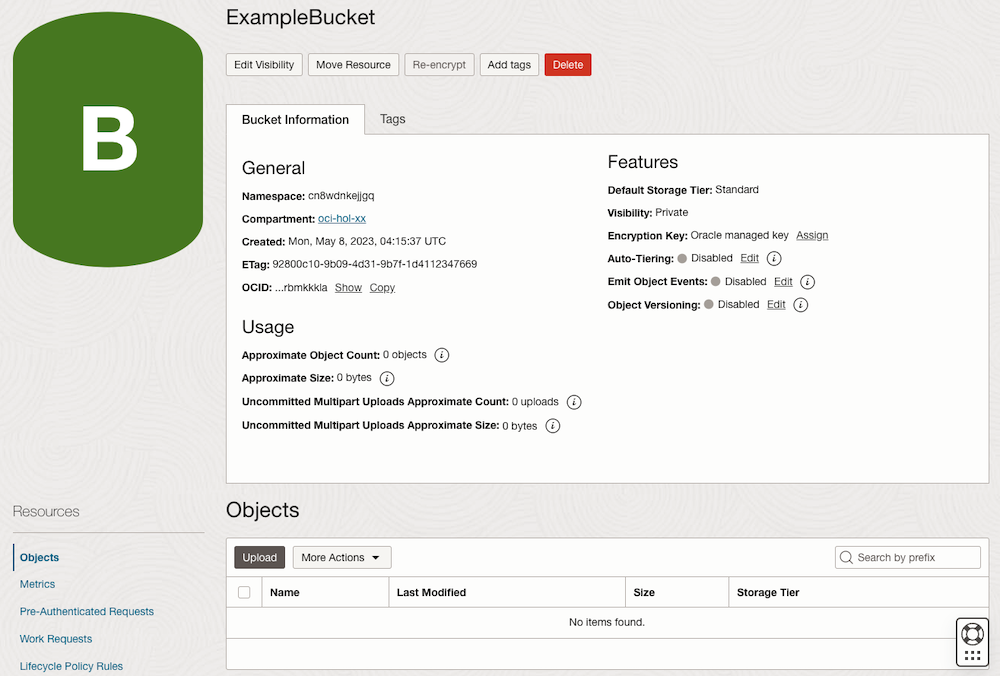 B
ExampleBucket
Edit Visibility Move Resource Re-encrypt Add tags Delete
Bucket Information Tags
General
Namespace: cn8wdnkejjgq
Compartment: oci-hol-xx
Created: Mon, May 8, 2023, 04:15:37 UTC
ETag: 92800c10-9b09-4d31-9b7f-1d4112347669
OCID: ...rbmkkkla Show Copy
Usage
Approximate Object Count: 0 objects i
Approximate Size: 0 bytes i
Uncommitted Multipart Uploads Approximate Count: 0 uploads i
Uncommitted Multipart Uploads Approximate Size: 0 bytes i
Features
Default Storage Tier: Standard
Visibility: Private
Encryption Key: Oracle managed key Assign
Auto-Tiering: Disabled Edit i
Emit Object Events: Disabled Edit i
Object Versioning: Disabled Edit i
Resources
Objects
Metrics
Pre-Authenticated Requests
Work Requests
Lifecycle Policy Rules
Objects
Upload More Actions Search by prefix
Name Last Modified Size Storage Tier
No items found.